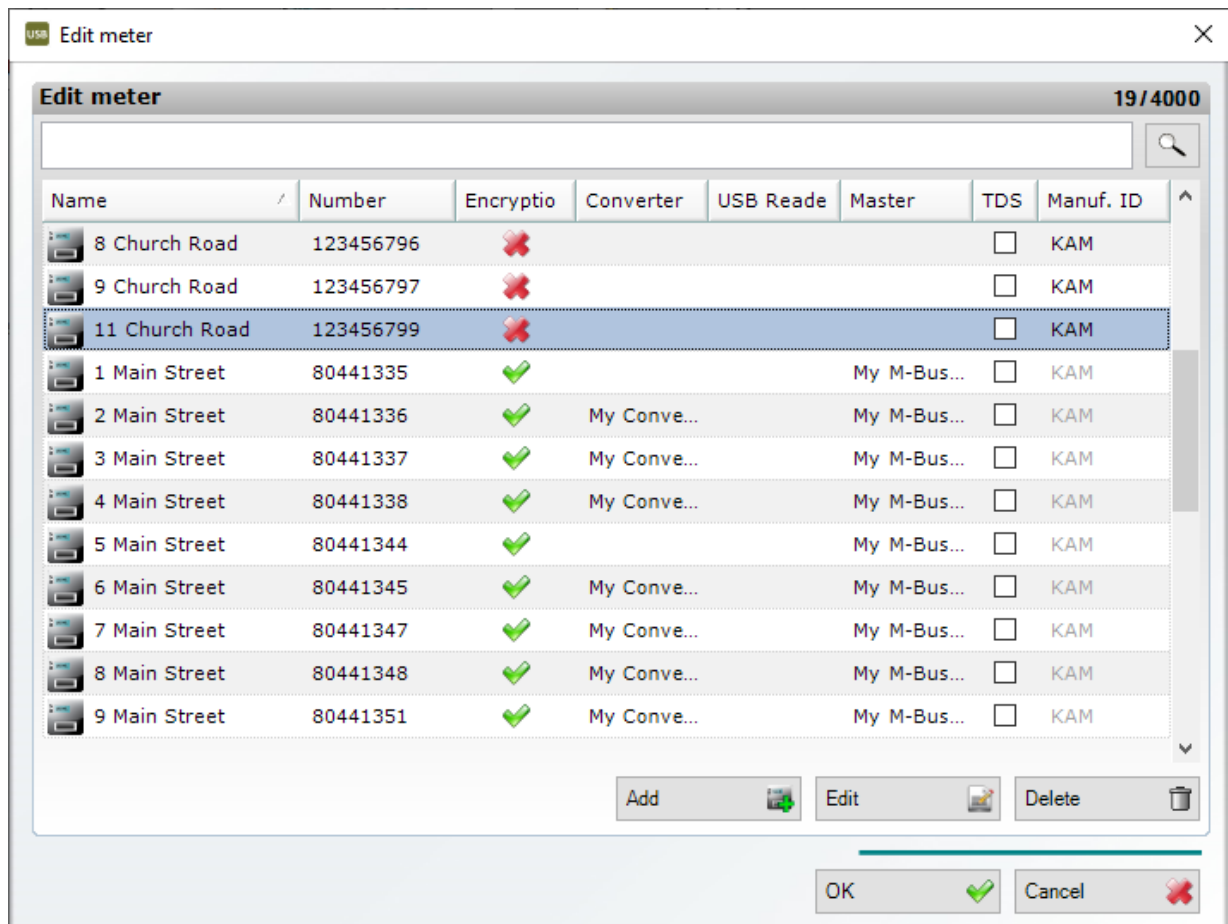 USB Edit meter
Edit meter 19/4000
Name Number Encryptio Converter USB Reade Master TDS Manuf. ID
8 Church Road 123456796 KAM
9 Church Road 123456797 KAM
11 Church Road 123456799 KAM
1 Main Street 80441335 My M-Bus... KAM
2 Main Street 80441336 My Conve... My M-Bus... KAM
3 Main Street 80441337 My Conve... My M-Bus... KAM
4 Main Street 80441338 My Conve... My M-Bus... KAM
5 Main Street 80441344 My M-Bus... KAM
6 Main Street 80441345 My Conve... My M-Bus... KAM
7 Main Street 80441347 My Conve... My M-Bus... KAM
8 Main Street 80441348 My Conve... My M-Bus... KAM
9 Main Street 80441351 My Conve... My M-Bus... KAM
Add Edit Delete
OK Cancel